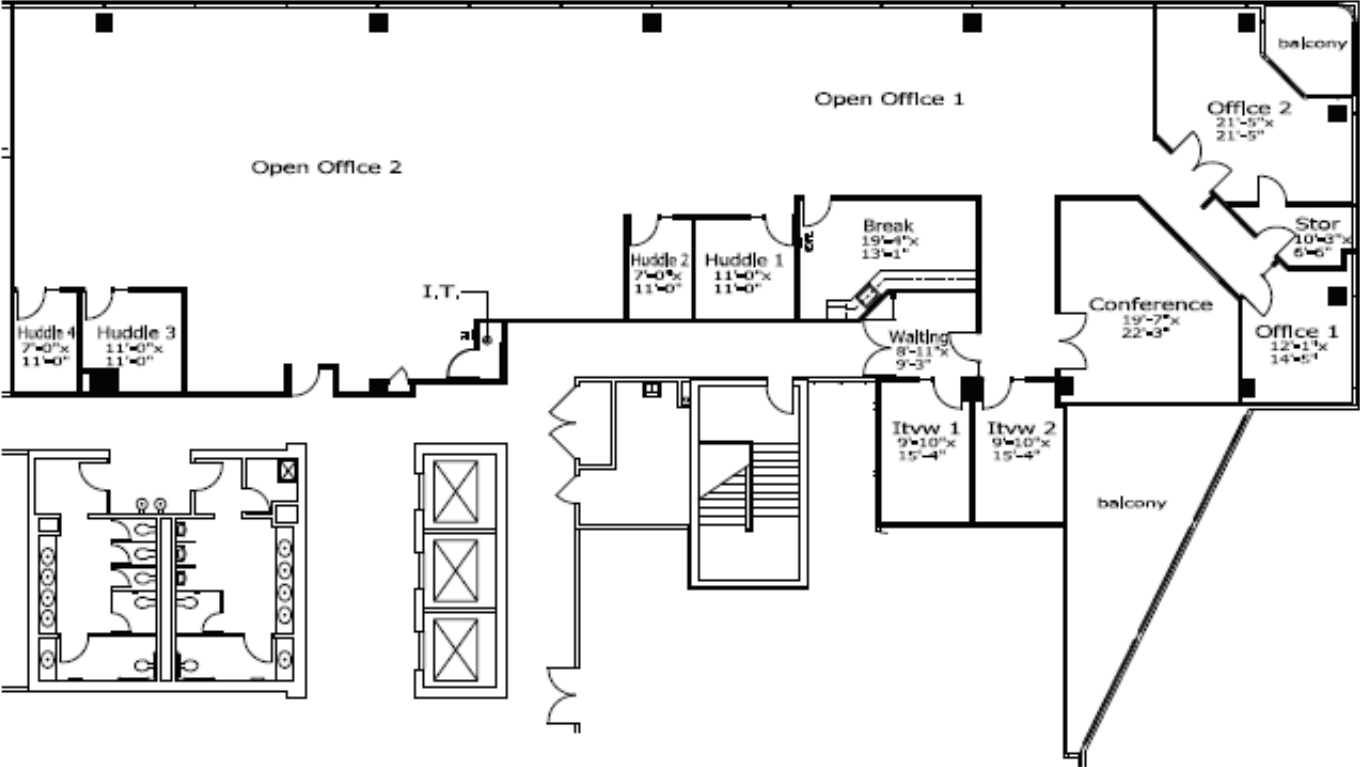 balcony
Open Office 1
Office 2
21'-5"x
21'-5"
Open Office 2
Stor
10'-3"x
6'-6"
Break
19'-4"x
13'-1"
Huddle 2
7'-0"x
11'-0"
Huddle 1
11'-0"x
11'-0"
I.T.
Conference
19'-7"x
22'-3"
Huddle 4
7'-0"x
11'-0"
Huddle 3
11'-0"x
11'-0"
Waiting
8'-11"x
9'-3"
Office 1
12'-1"x
14'-5"
Itvw 1
9'-10"x
15'-4"
Itvw 2
9'-10"x
15'-4"
balcony